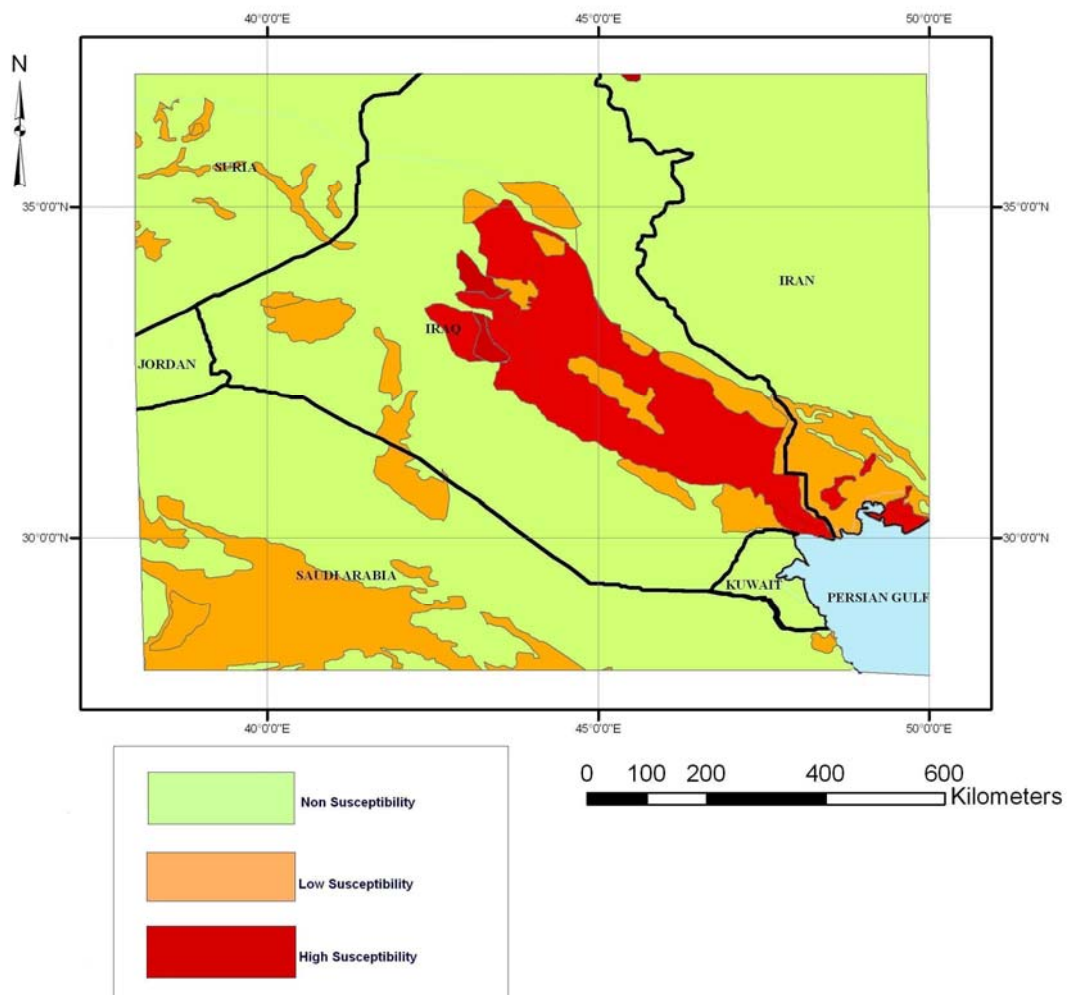 40°0'0"E 45°0'0"E 50°0'0"E
N
SURIA
35°0'0"N 35°0'0"N
IRAN
IRAQ
JORDAN
30°0'0"N 30°0'0"N
SAUDI ARABIA
KUWAIT
PERSIAN GULF
40°0'0"E 45°0'0"E 50°0'0"E
0 100 200 400 600
Kilometers
Non Susceptibility
Low Susceptibility
High Susceptibility